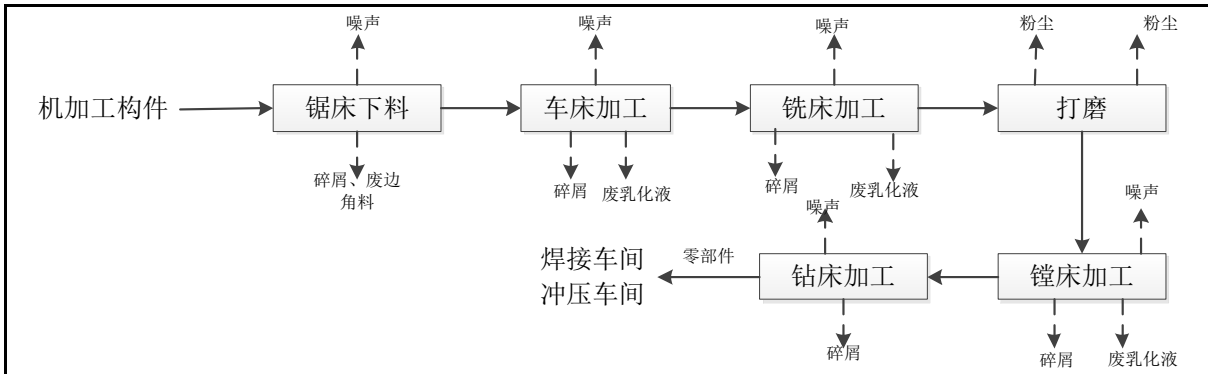 噪声
噪声
噪声
粉尘
粉尘
机加工构件
锯床下料
车床加工
铣床加工
打磨
碎屑、废边
角料
碎屑
废乳化液
碎屑
废乳化液
噪声
噪声
焊接车间
冲压车间
零部件
钻床加工
镗床加工
碎屑
碎屑
废乳化液